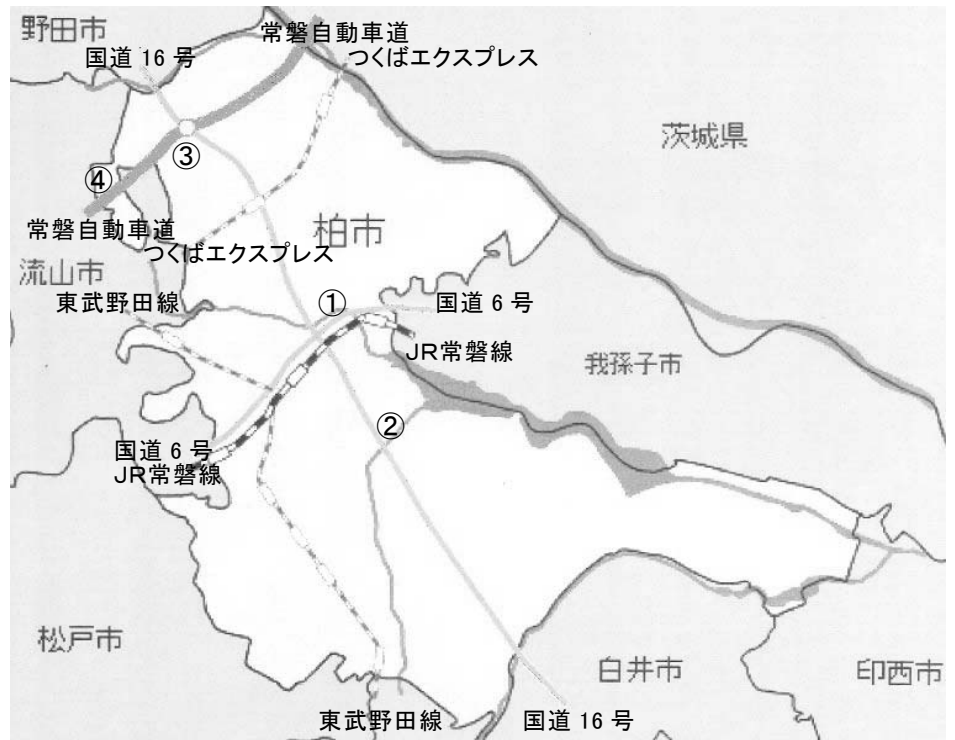 野田市
常磐自動車道
国道 16 号
つくばエクスプレス
茨城県
③
④
柏市
常磐自動車道
つくばエクスプレス
流山市
東武野田線
①
国道 6 号
JR常磐線
我孫子市
②
国道 6 号
JR常磐線
松戸市
白井市
印西市
東武野田線
国道 16 号